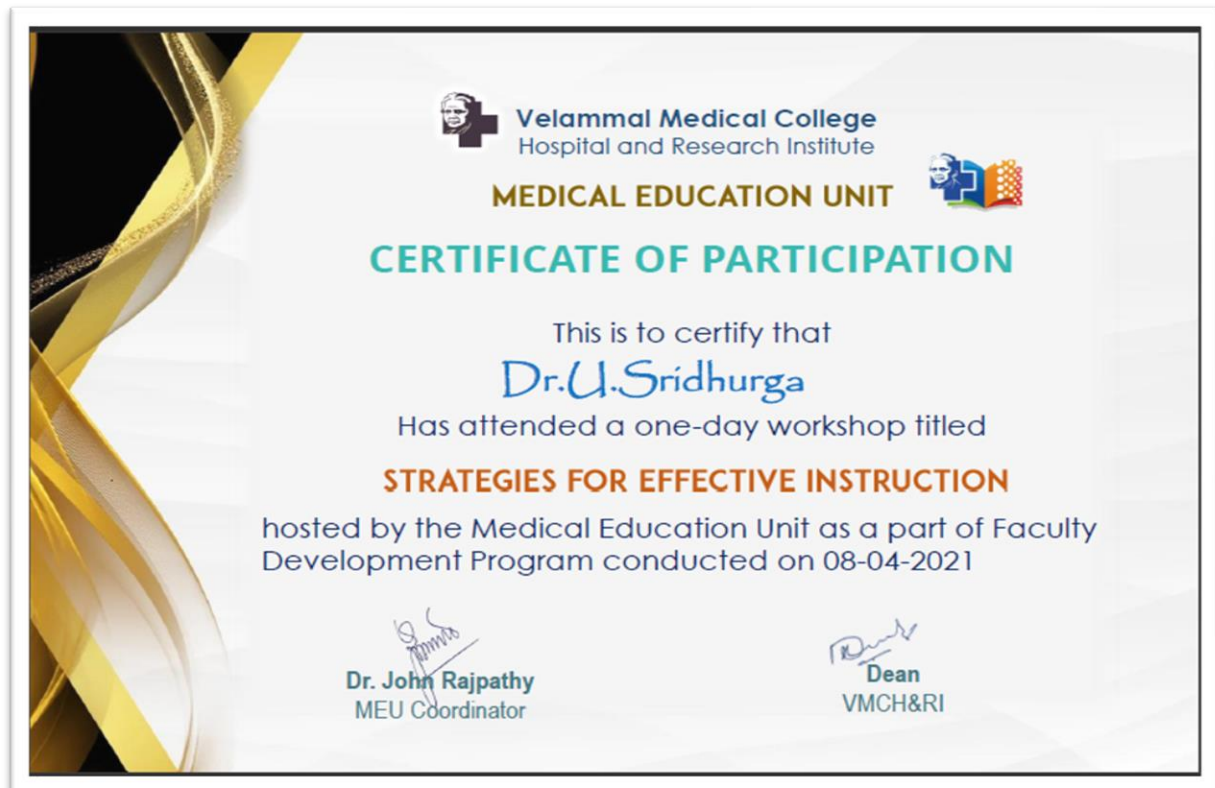 Velammal Medical College
Hospital and Research Institute
MEDICAL EDUCATION UNIT
CERTIFICATE OF PARTICIPATION
This is to certify that
Dr.U.Sridhurga
Has attended a one-day workshop titled
STRATEGIES FOR EFFECTIVE INSTRUCTION
hosted by the Medical Education Unit as a part of Faculty
Development Program conducted on 08-04-2021
Dr. John Rajpathy
MEU Coordinator
Dean
VMCH&RI